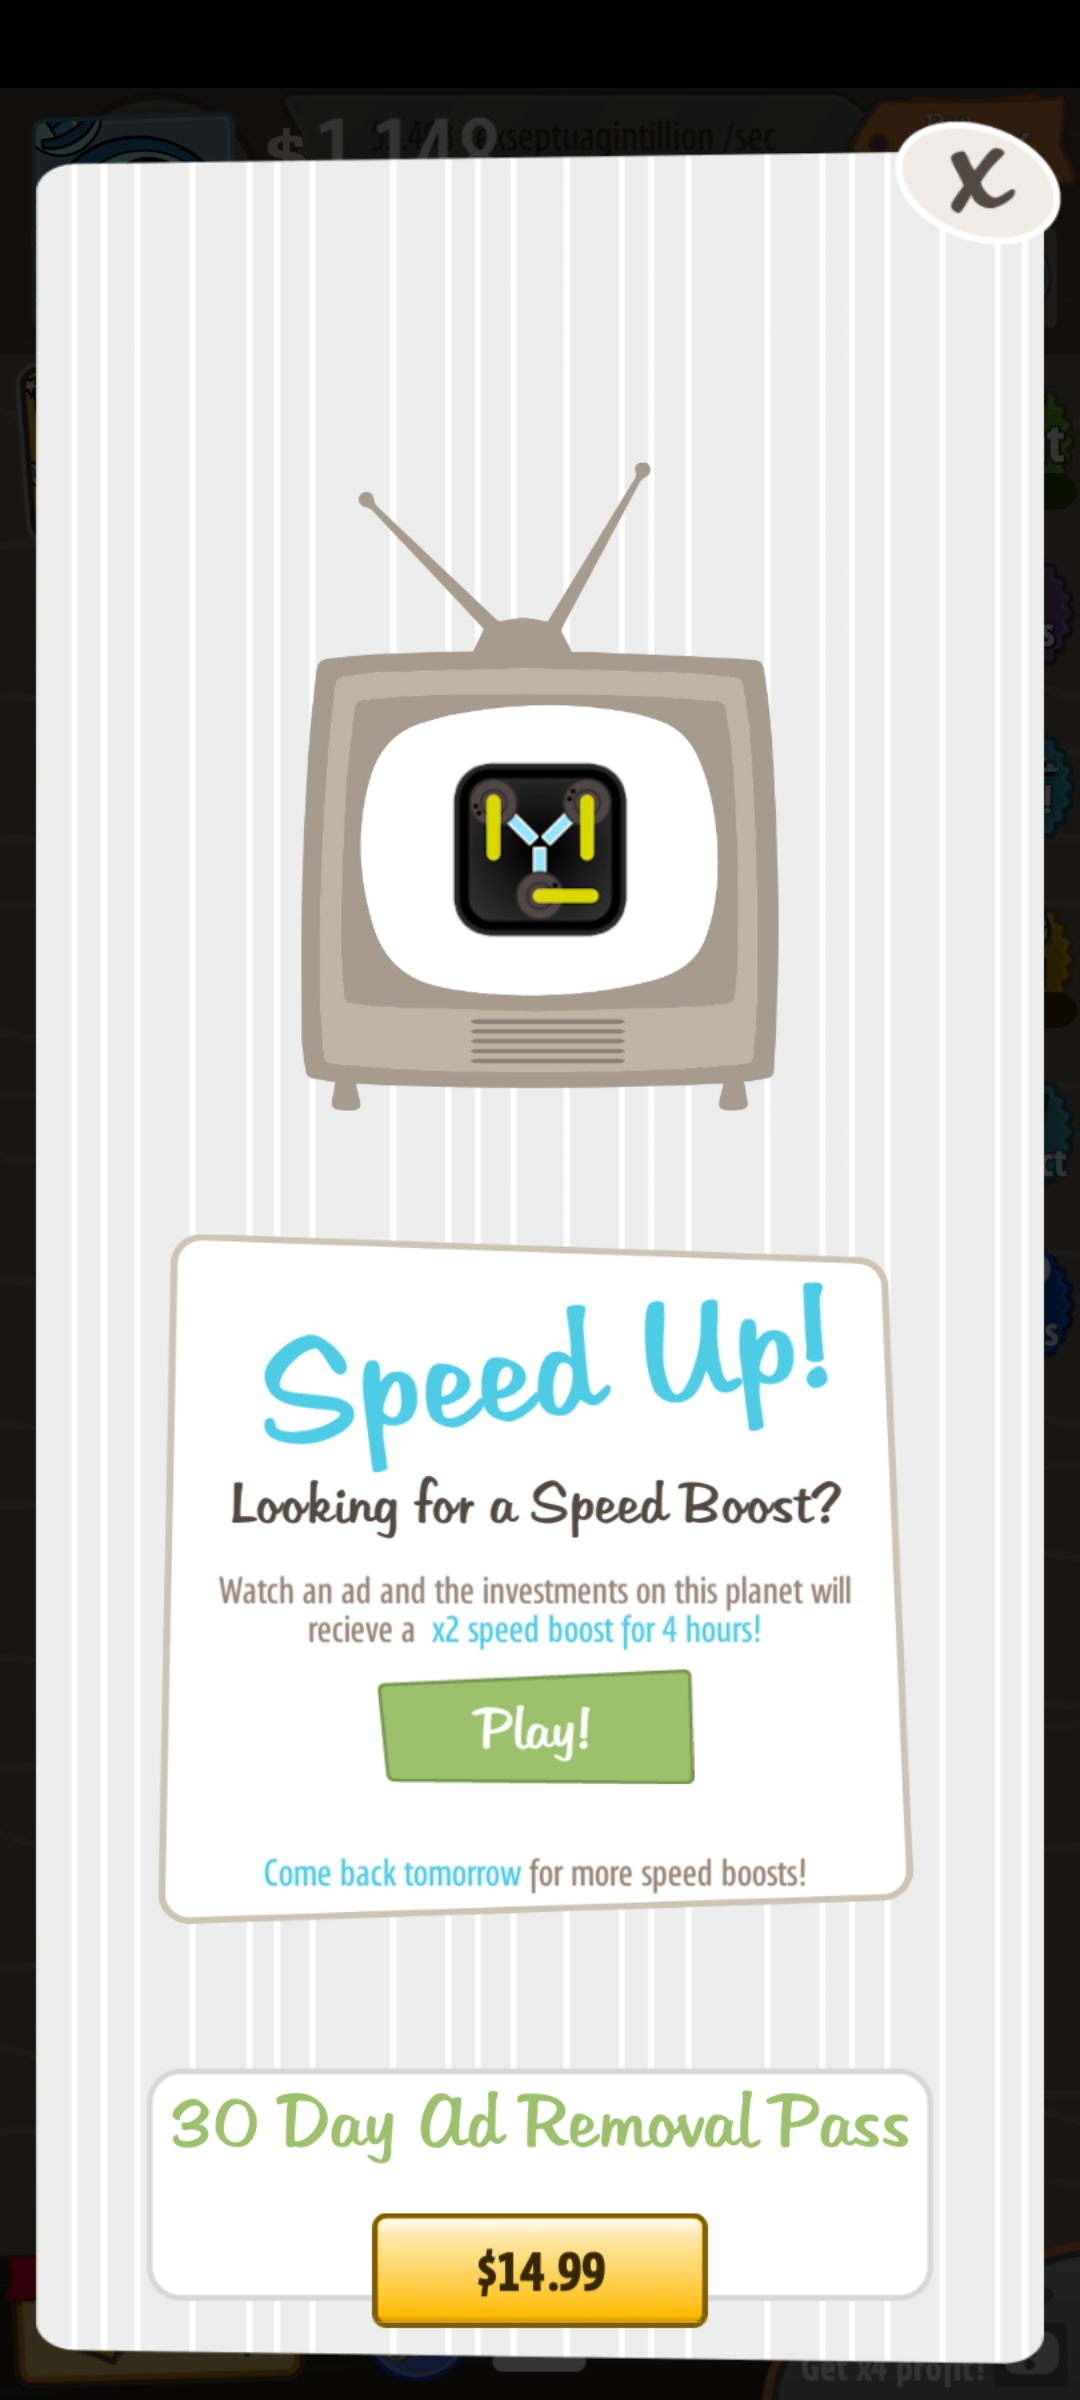 $1.149
ekseptuagintillion /sec
X
Speed Up!
Looking for a Speed Boost?
Watch an ad and the investments on this planet will
recieve a x2 speed boost for 4 hours!
Play!
Come back tomorrow for more speed boosts!
30 Day Ad Removal Pass
$14.99
Get x4 profit!